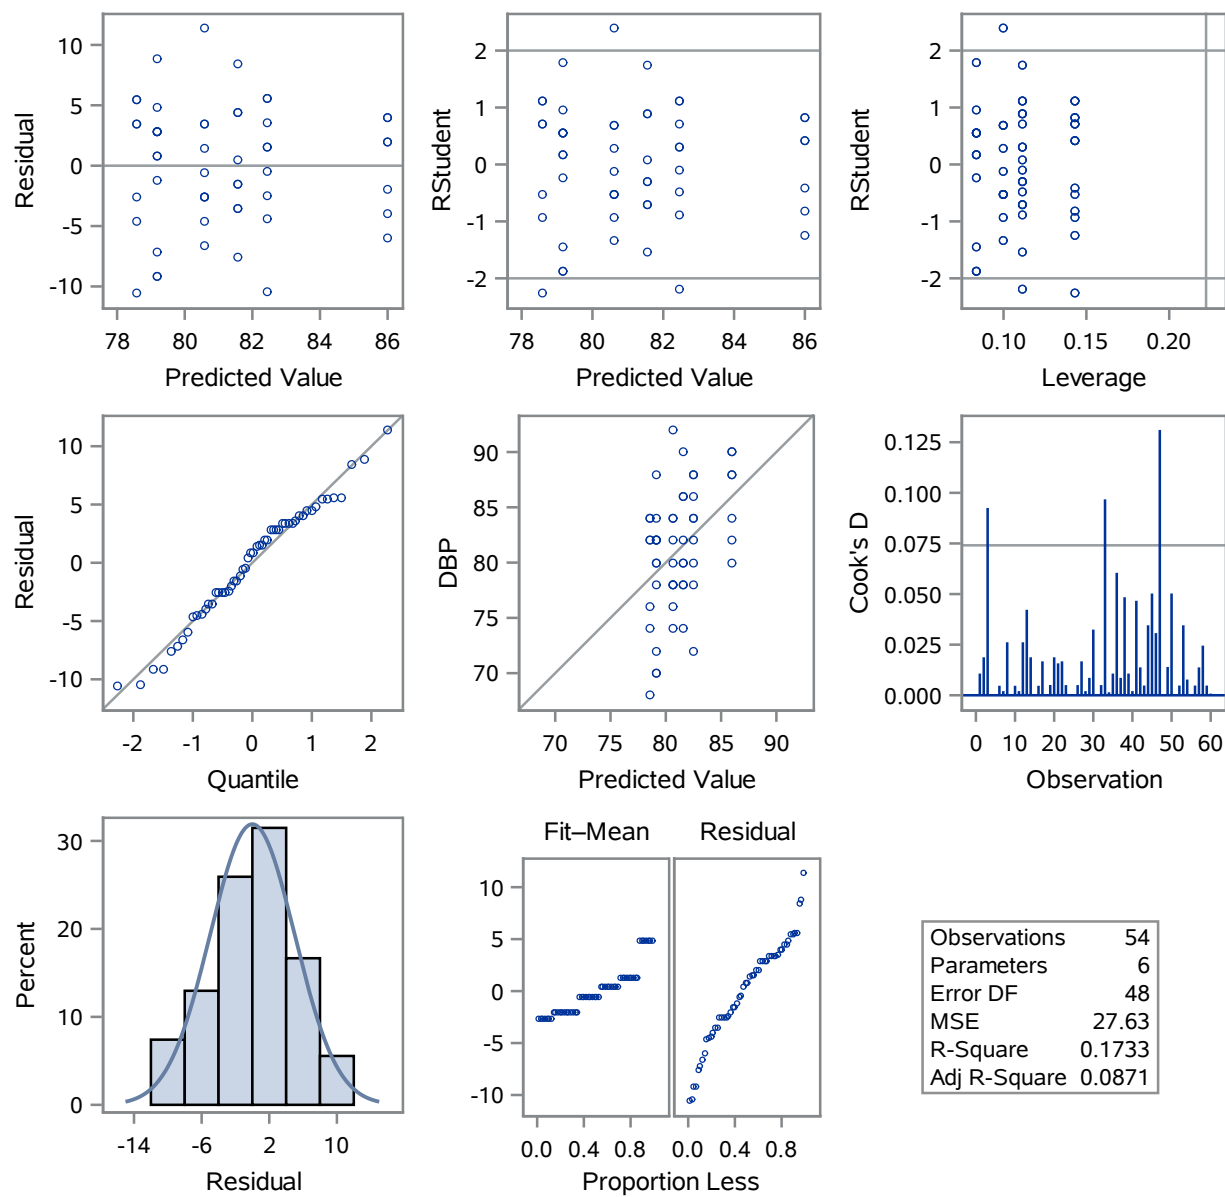 10
5
0
-5
-10
Residual
78 80 82 84 86
Predicted Value
2
1
0
-1
-2
RStudent
78 80 82 84 86
Predicted Value
2
1
0
-1
-2
RStudent
0.10 0.15 0.20
Leverage
10
5
0
-5
-10
Residual
-2 -1 0 1 2
Quantile
90
85
80
75
70
DBP
70 75 80 85 90
Predicted Value
0.125
0.100
0.075
0.050
0.025
0.000
Cook's D
0 10 20 30 40 50 60
Observation
30
20
10
0
Percent
-14 -6 2 10
Residual
Fit–Mean Residual
10
5
0
-5
-10
0.0 0.4 0.8 0.0 0.4 0.8
Proportion Less
Observations 54
Parameters 6
Error DF 48
MSE 27.63
R-Square 0.1733
Adj R-Square 0.0871